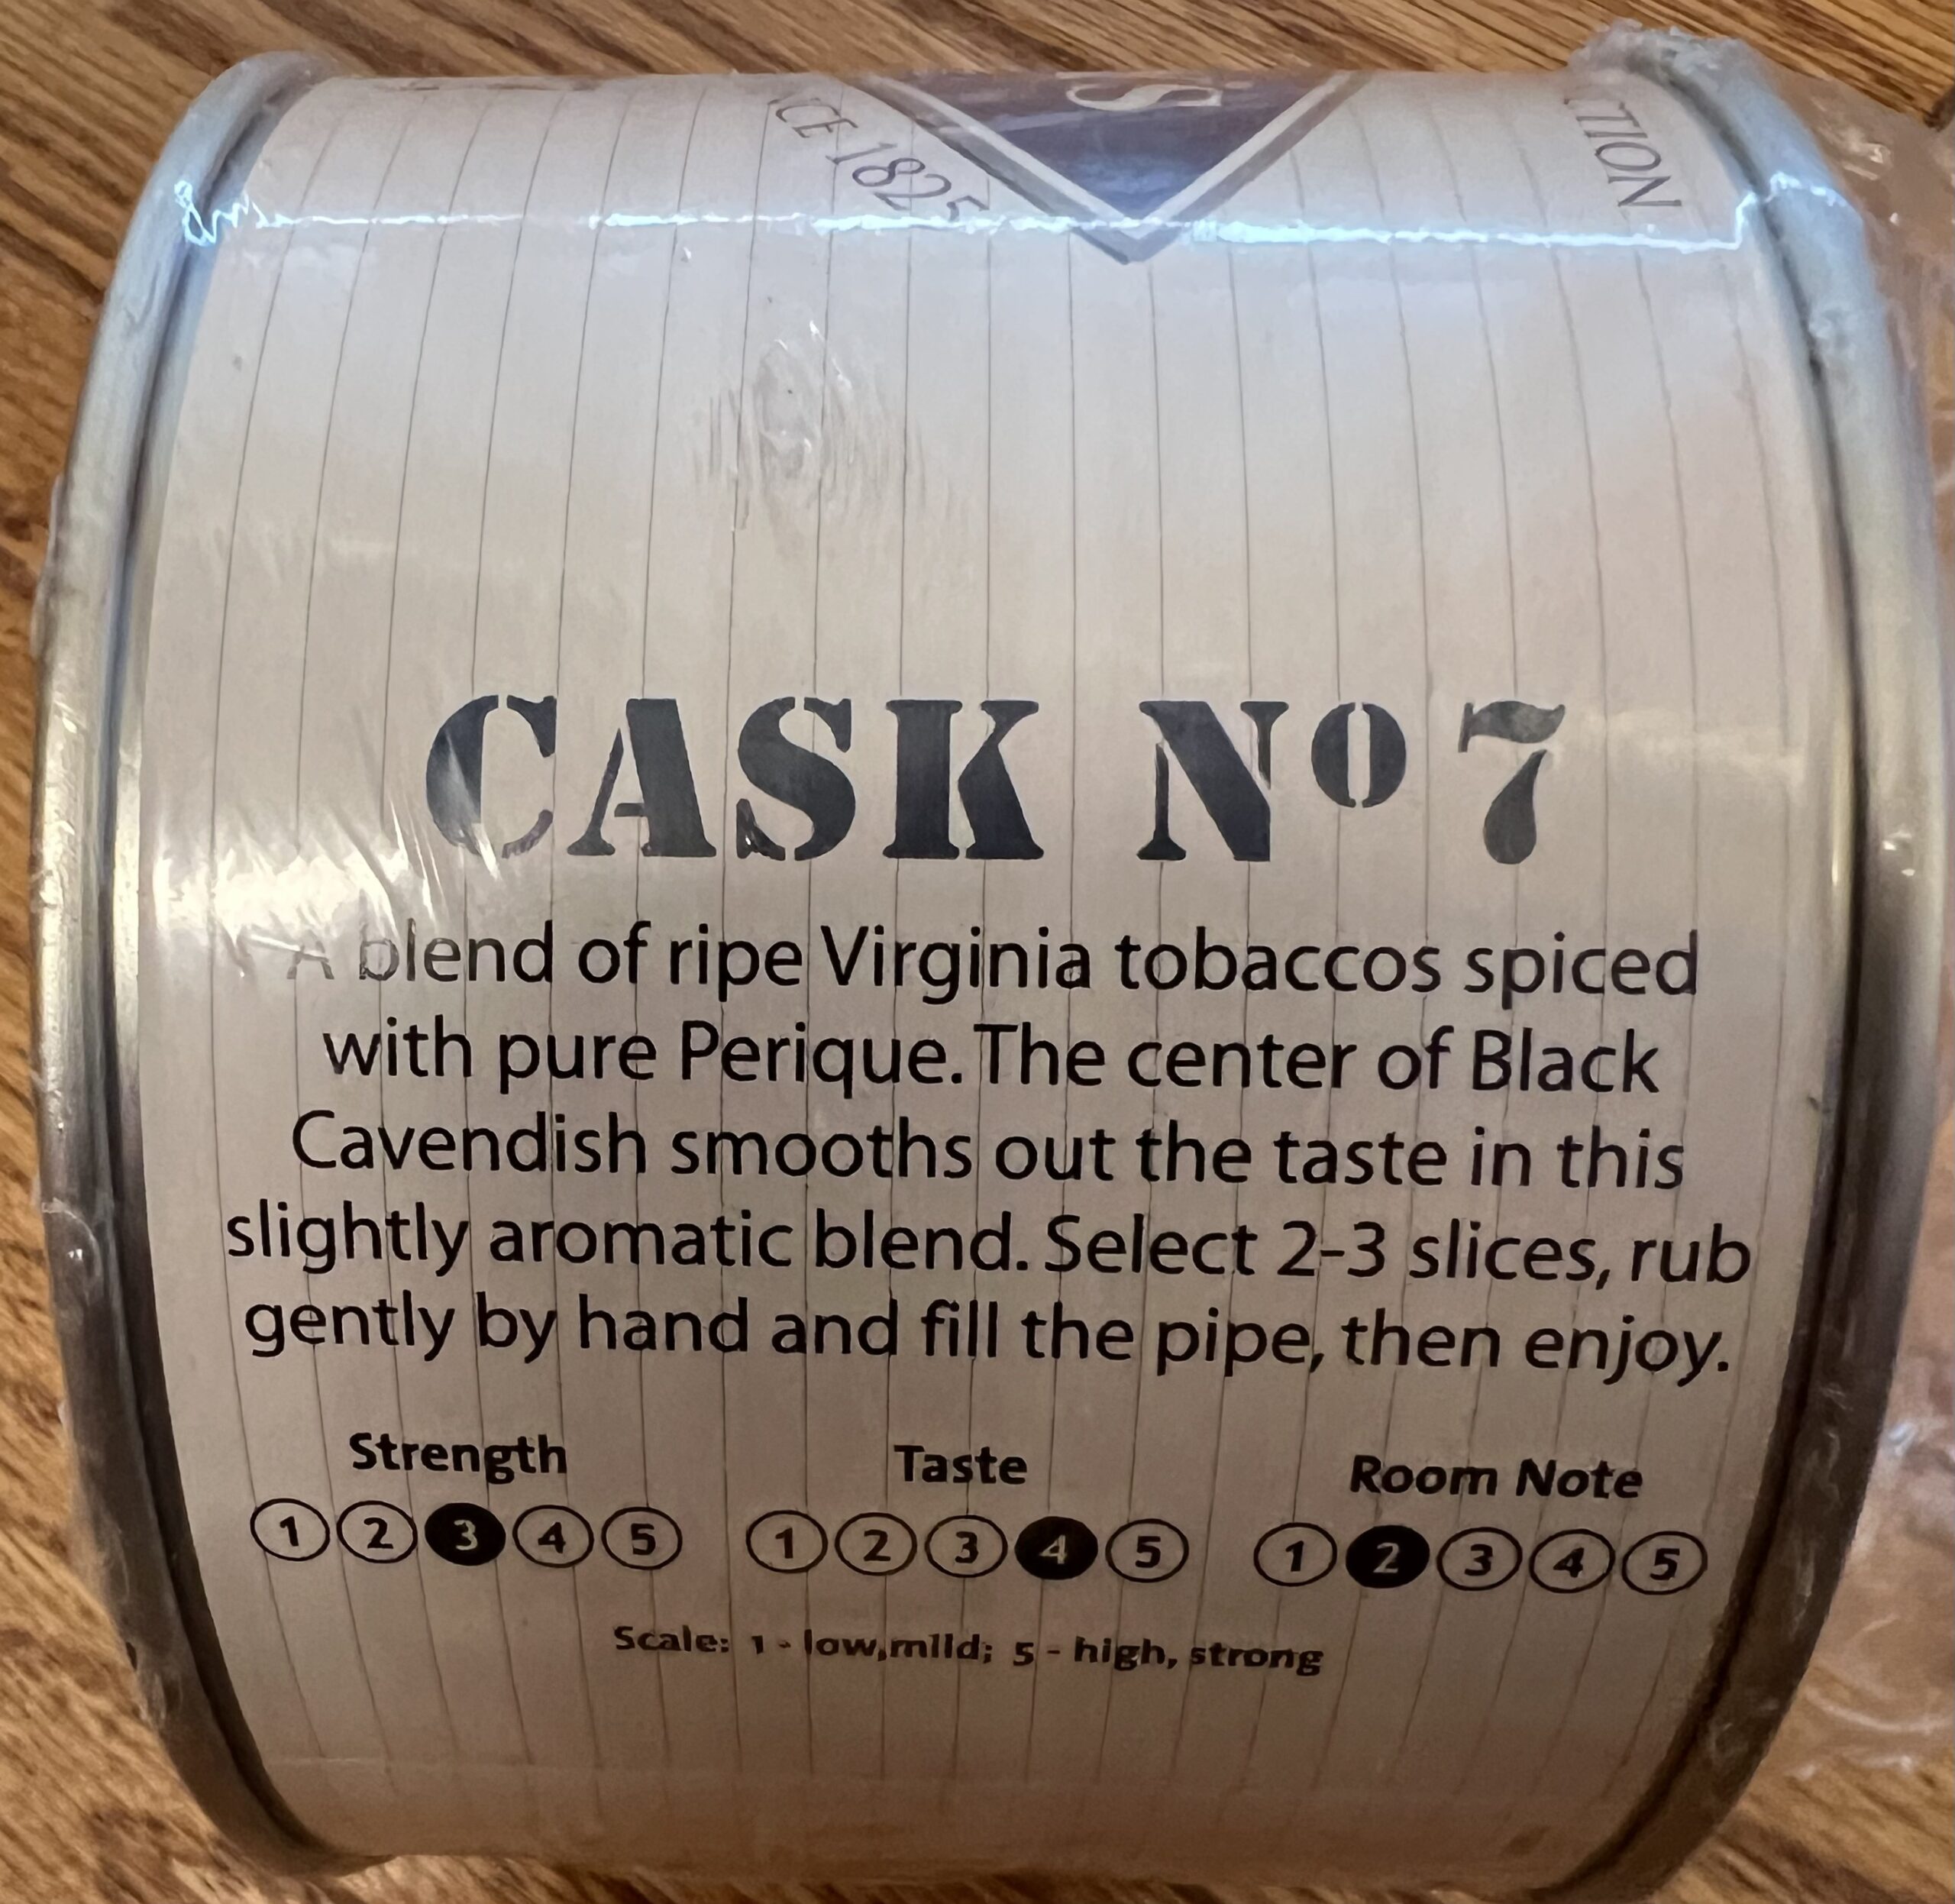 CE 1825
S
TION
CASK Nº 7
A blend of ripe Virginia tobaccos spiced
with pure Perique. The center of Black
Cavendish smooths out the taste in this
slightly aromatic blend. Select 2-3 slices, rub
gently by hand and fill the pipe, then enjoy.
Strength Taste Room Note
1 2 3 4 5 1 2 3 4 5 1 2 3 4 5
Scale: 1 - low,mild; 5 - high, strong